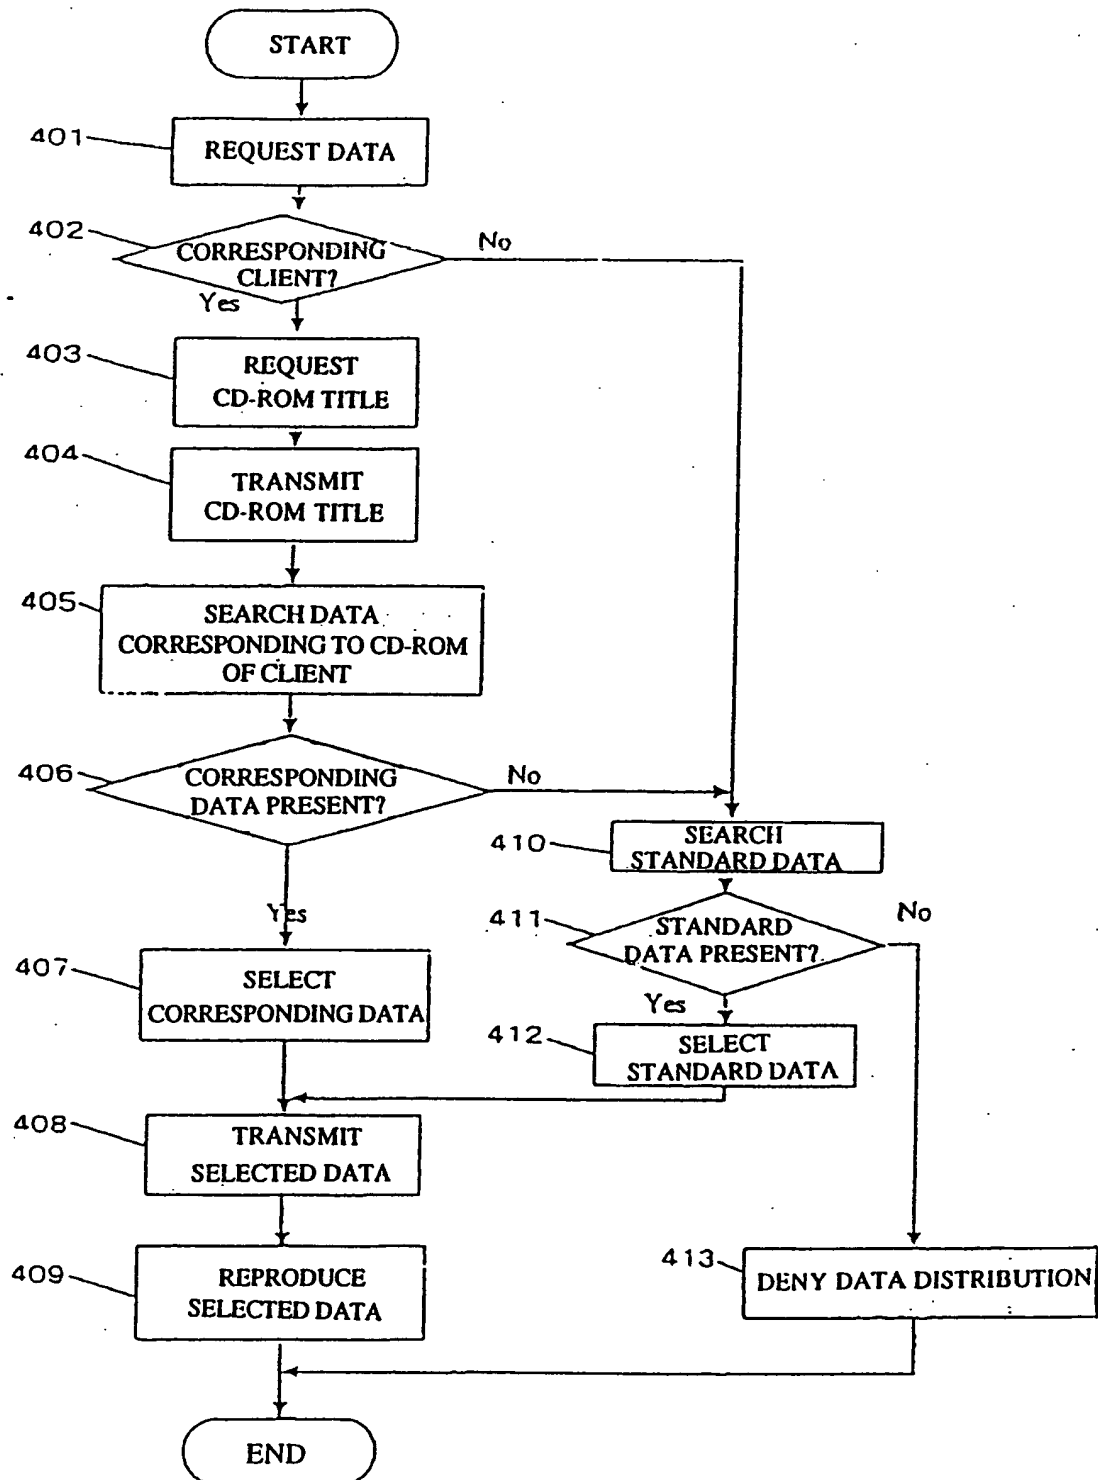 START
401
REQUEST DATA
402
CORRESPONDING
CLIENT?
No
Yes
403
REQUEST
CD-ROM TITLE
404
TRANSMIT
CD-ROM TITLE
405
SEARCH DATA
CORRESPONDING TO CD-ROM
OF CLIENT
406
CORRESPONDING
DATA PRESENT?
No
Yes
410
SEARCH
STANDARD DATA
411
STANDARD
DATA PRESENT?
No
Yes
407
SELECT
CORRESPONDING DATA
412
SELECT
STANDARD DATA
408
TRANSMIT
SELECTED DATA
409
REPRODUCE
SELECTED DATA
413
DENY DATA DISTRIBUTION
END